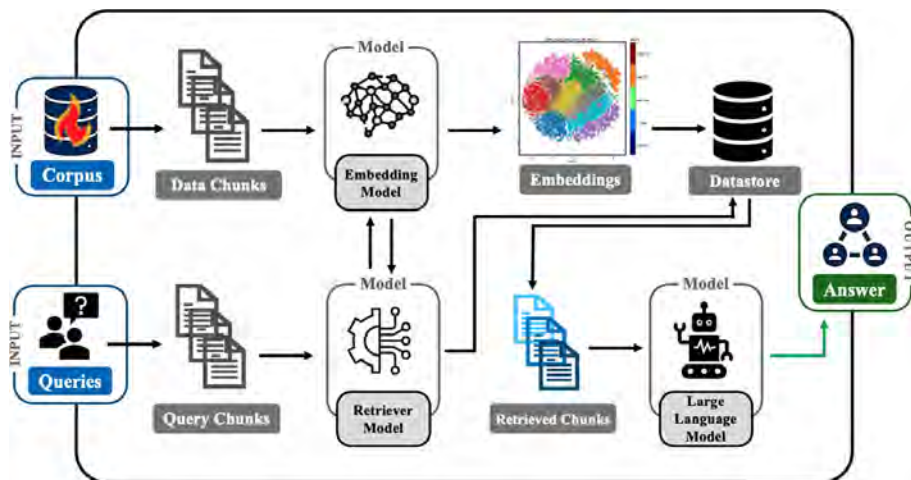 Model
INPUT
Corpus
Data Chunks
Embedding
Model
Embeddings
Datastore
OUTPUT
Answer
INPUT
?
Queries
Query Chunks
Model
Retriever
Model
Retrieved Chunks
Model
Large
Language
Model